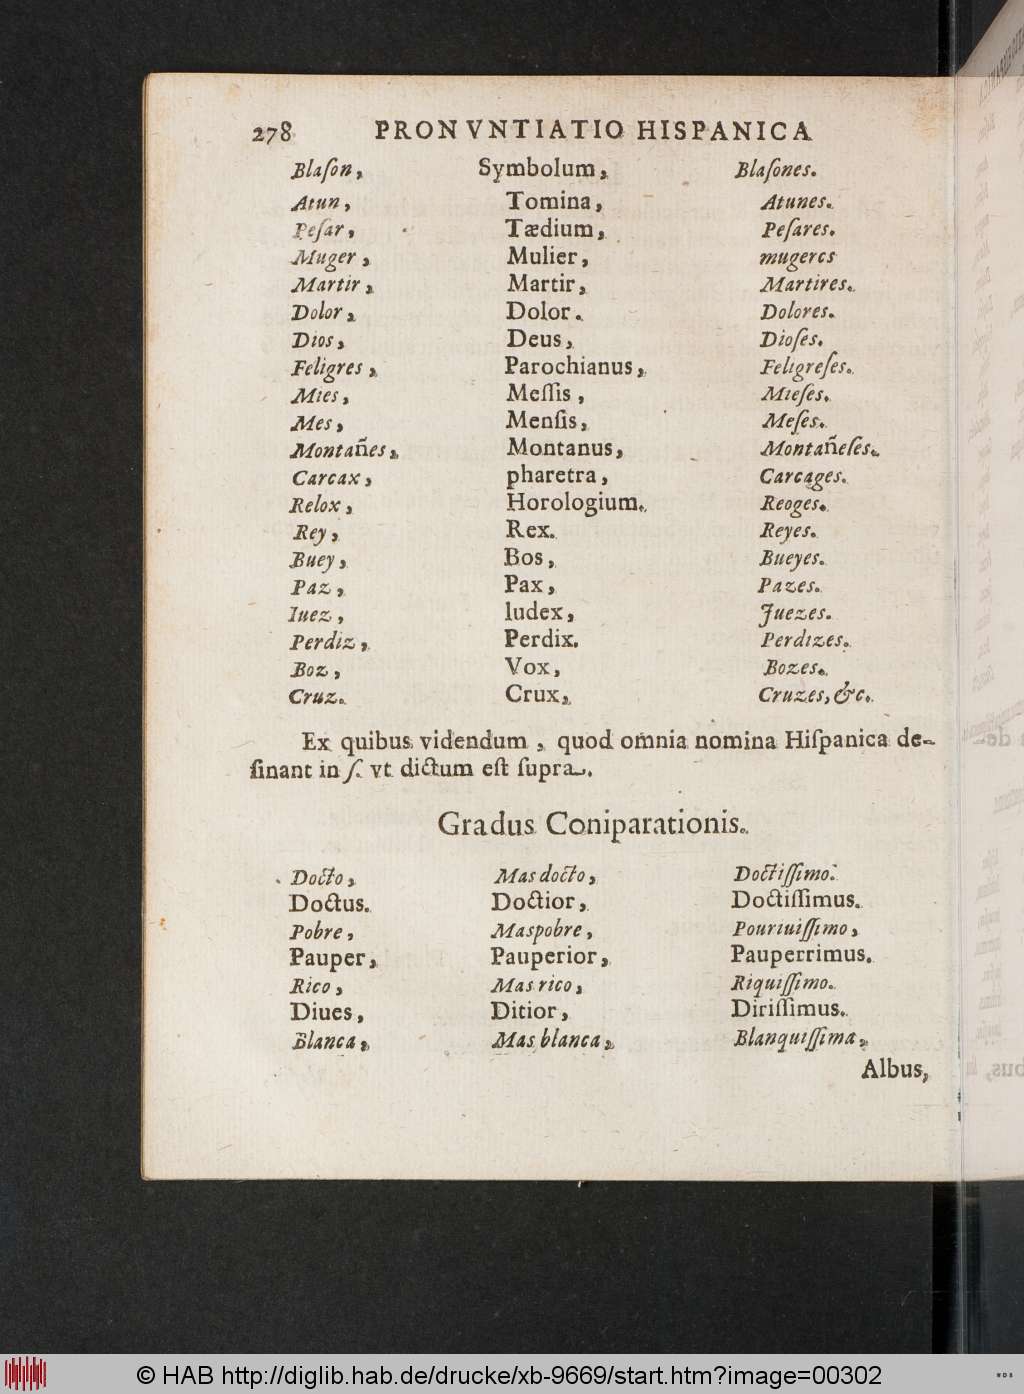 278 PRONVNTIATIO HISPANICA
Blaſon, Symbolum, Blaſones.
Atun, Tomina, Atunes.
Peſar, Tædium, Peſares.
Muger, Mulier, mugeres
Martir, Martir, Martires.
Dolor, Dolor. Dolores.
Dios, Deus, Dioſes.
Feligres, Parochianus, Feligreſes.
Mies, Meſſis, Mieſes.
Mes, Menſis, Meſes.
Montañes, Montanus, Montañeſes.
Carcax, pharetra, Carcages.
Relox, Horologium. Reoges.
Rey, Rex. Reyes.
Buey, Bos, Bueyes.
Paz, Pax, Pazes.
Iuez, Iudex, Juezes.
Perdiz, Perdix. Perdizes.
Boz, Vox, Bozes.
Cruz. Crux, Cruzes, &c.
Ex quibus videndum, quod omnia nomina Hiſpanica de-
ſinant in ſ. vt dictum eſt ſupra.
Gradus Coniparationis.
Docto, Mas docto, Doctiſſimo.
Doctus. Doctior, Doctiſſimus.
Pobre, Maspobre, Pouriuiſſimo,
Pauper, Pauperior, Pauperrimus.
Rico, Mas rico, Riquiſſimo.
Diues, Ditior, Diriſſimus.
Blanca, Mas blanca, Blanquiſſima,
Albus,
© HAB http://diglib.hab.de/drucke/xb-9669/start.htm?image=00302